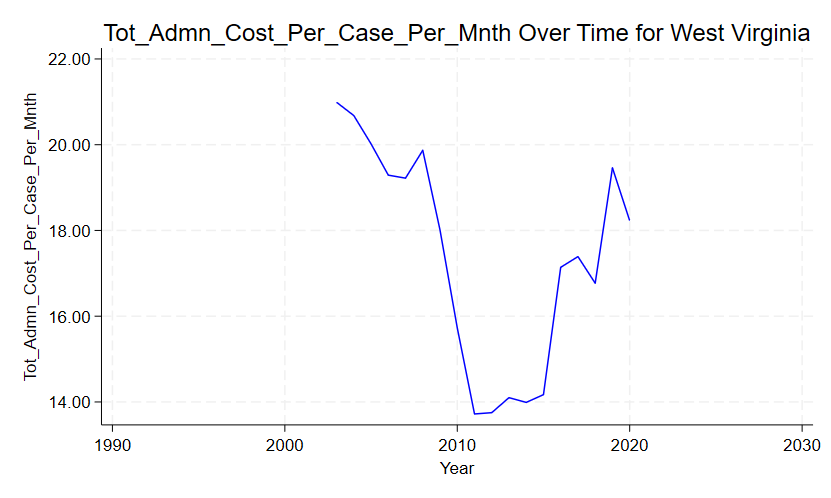 Tot_Admn_Cost_Per_Case_Per_Mnth Over Time for West Virginia
Tot_Admn_Cost_Per_Case_Per_Mnth
22.00
20.00
18.00
16.00
14.00
1990 2000 2010 2020 2030
Year